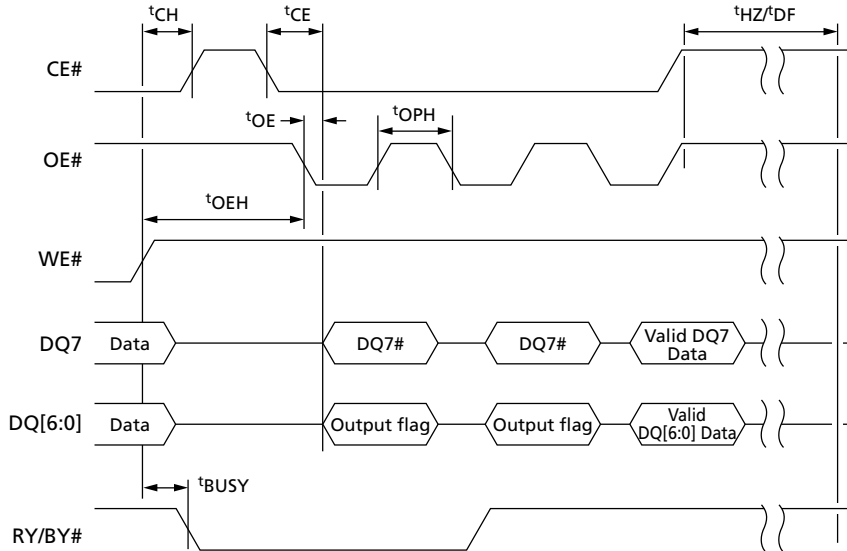 tCH
tCE
tHZ/tDF
CE#
tOE
tOPH
OE#
tOEH
WE#
DQ7
Data
DQ7#
DQ7#
Valid DQ7
Data
DQ[6:0]
Data
Output flag
Output flag
Valid
DQ[6:0] Data
tBUSY
RY/BY#